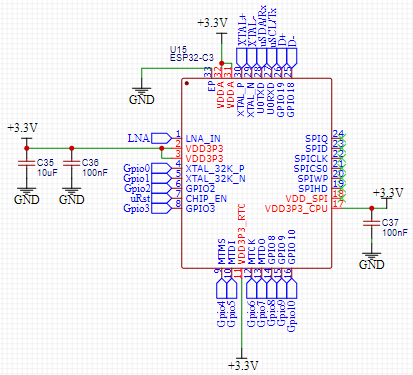 +3.3V
U15
ESP32-C3
XTAL+
XTAL-
uSDA/Rx
uSCL/Tx
D+
D-
33
32
31
30
29
28
27
26
25
EP
VDDA
VDDA
XTAL_P
XTAL_N
U0TXD
U0RXD
GPIO19
GPIO18
GND
+3.3V
C35
10uF
C36
100nF
GND
GND
LNA 1 LNA_IN
2 VDD3P3
3 VDD3P3
Gpio0 4 XTAL_32K_P
Gpio1 5 XTAL_32K_N
Gpio2 6 GPIO2
uRst 7 CHIP_EN
Gpio3 8 GPIO3
SPIQ 24
SPID 23
SPICLK 22
SPICS0 21
SPIWP 20
SPIHD 19
VDD_SPI 18
VDD3P3_CPU 17
+3.3V
C37
100nF
GND
MTMS
MTDI
VDD3P3_RTC
MTCK
MTDO
GPIO8
GPIO9
GPIO10
9
10
11
12
13
14
15
16
Gpio4
Gpio5
Gpio6
Gpio7
Gpio8
Gpio9
Gpio10
+3.3V